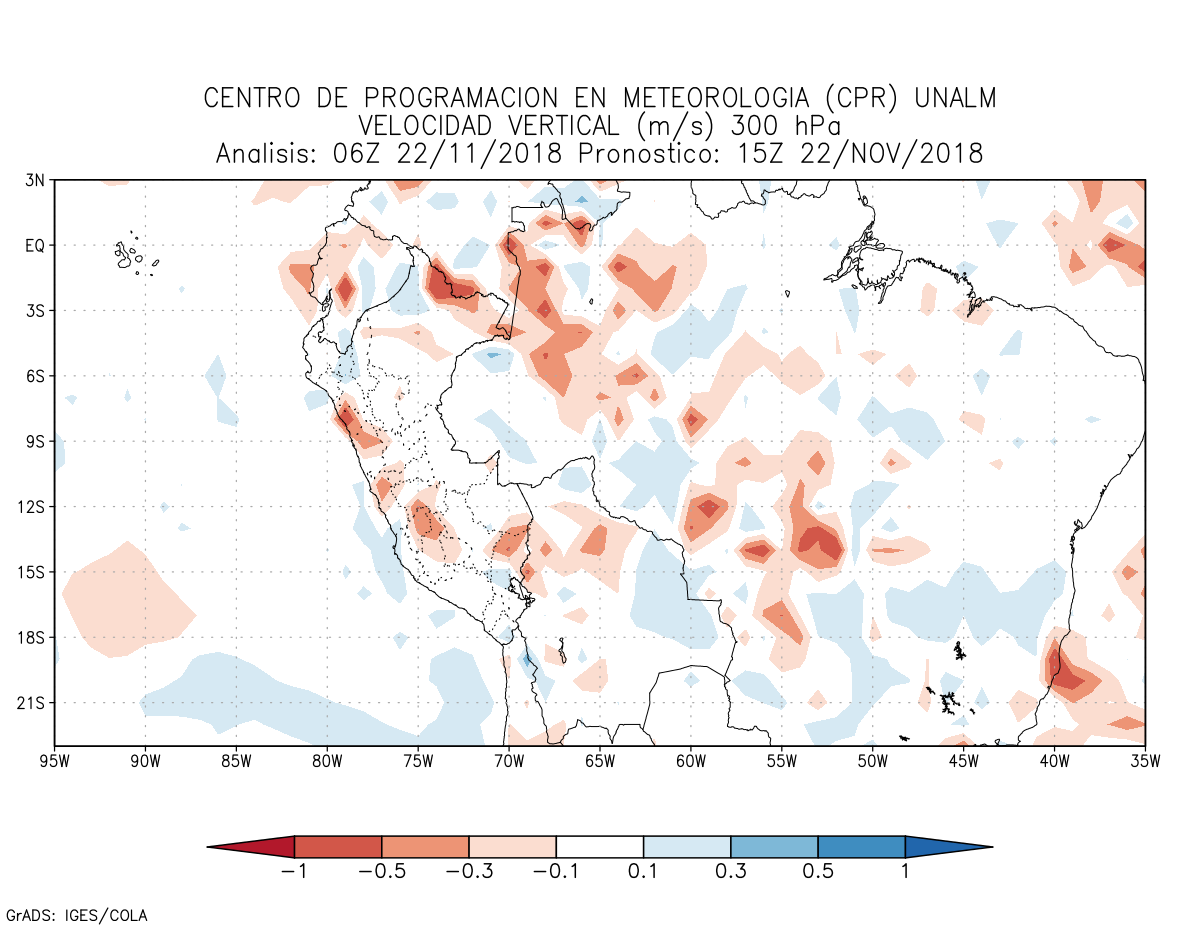 CENTRO DE PROGRAMACION EN METEOROLOGIA (CPR) UNALM
VELOCIDAD VERTICAL (m/s) 300 hPa
Analisis: 06Z 22/11/2018 Pronostico: 15Z 22/NOV/2018
3N
EQ
3S
6S
9S
12S
15S
18S
21S
95W 90W 85W 80W 75W 70W 65W 60W 55W 50W 45W 40W 35W
-1 -0.5 -0.3 -0.1 0.1 0.3 0.5 1
GrADS: IGES/COLA